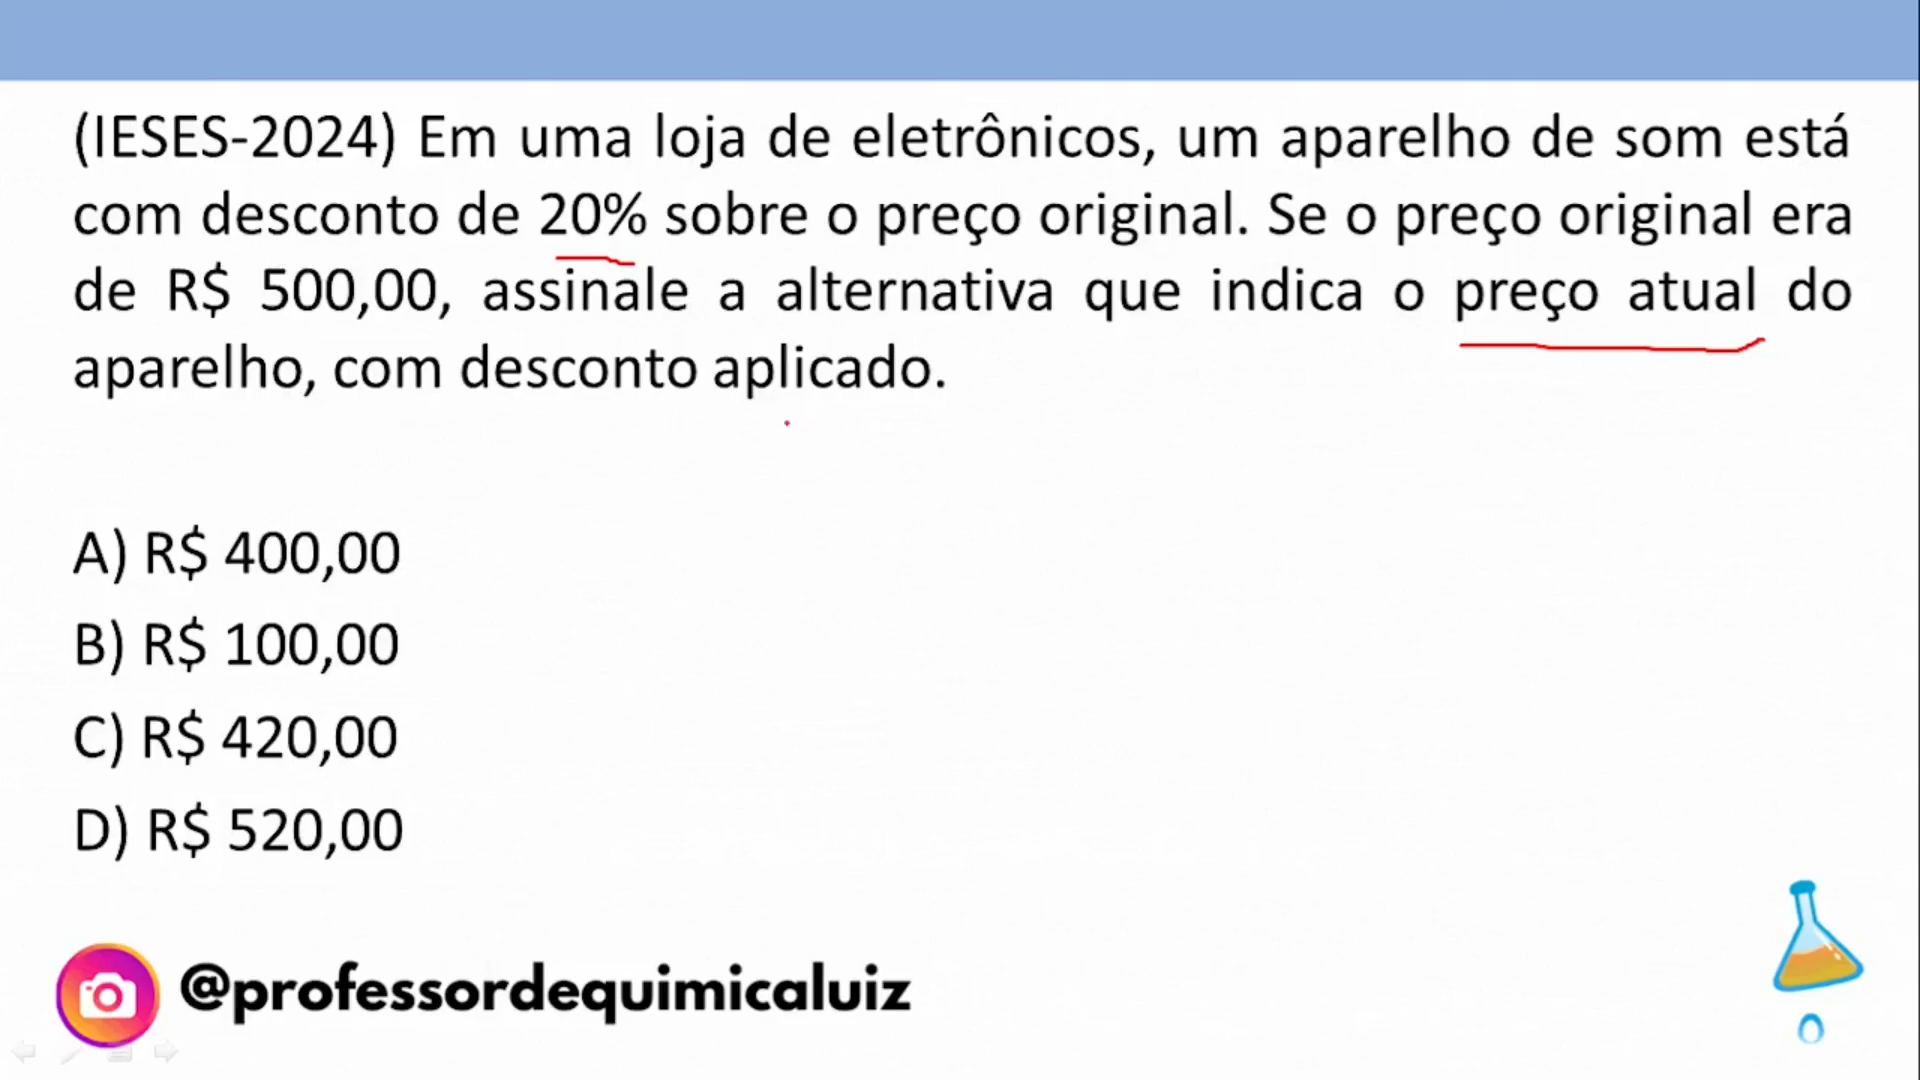 (IESES-2024) Em uma loja de eletrônicos, um aparelho de som está
com desconto de 20% sobre o preço original. Se o preço original era
de R$ 500,00, assinale a alternativa que indica o preço atual do
aparelho, com desconto aplicado.
A) R$ 400,00
B) R$ 100,00
C) R$ 420,00
D) R$ 520,00
@professordequimicaluiz